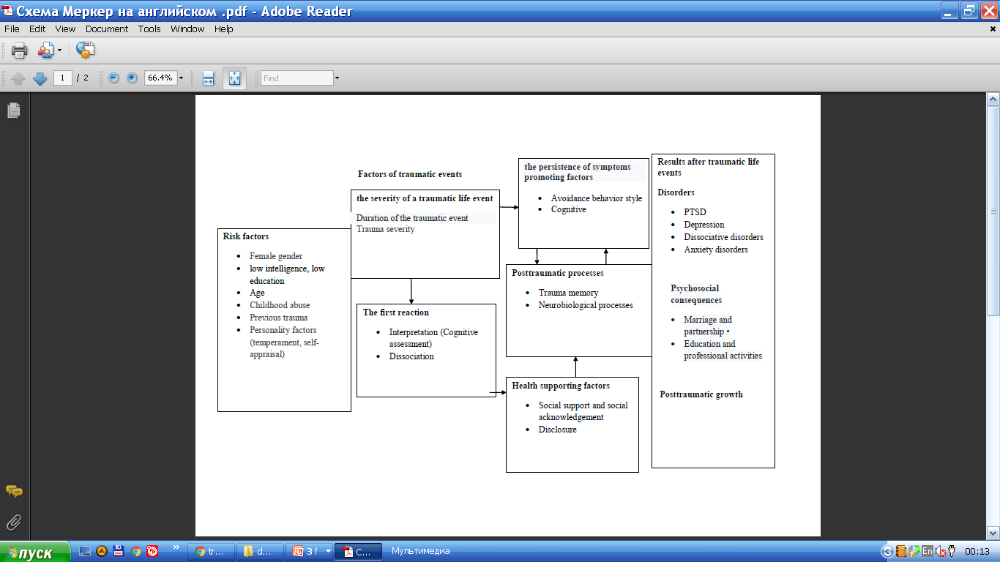 Схема Меркер на английском .pdf - Adobe Reader
File Edit View Document Tools Window Help
1 / 2 66.4% Find
Factors of traumatic events
Risk factors
• Female gender
• low intelligence, low
education
• Age
• Childhood abuse
• Previous trauma
• Personality factors
(temperament, self-
appraisal)
the severity of a traumatic life event
Duration of the traumatic event
Trauma severity
The first reaction
• Interpretation (Cognitive
assessment)
• Dissociation
the persistence of symptoms
promoting factors
• Avoidance behavior style
• Cognitive
Posttraumatic processes
• Trauma memory
• Neurobiological processes
Health supporting factors
• Social support and social
acknowledgement
• Disclosure
Results after traumatic life
events
Disorders
• PTSD
• Depression
• Dissociative disorders
• Anxiety disorders
Psychosocial
consequences
• Marriage and
partnership •
• Education and
professional activities
Posttraumatic growth
пуск » tr... d... 3 С... Мультимедиа En 00:13